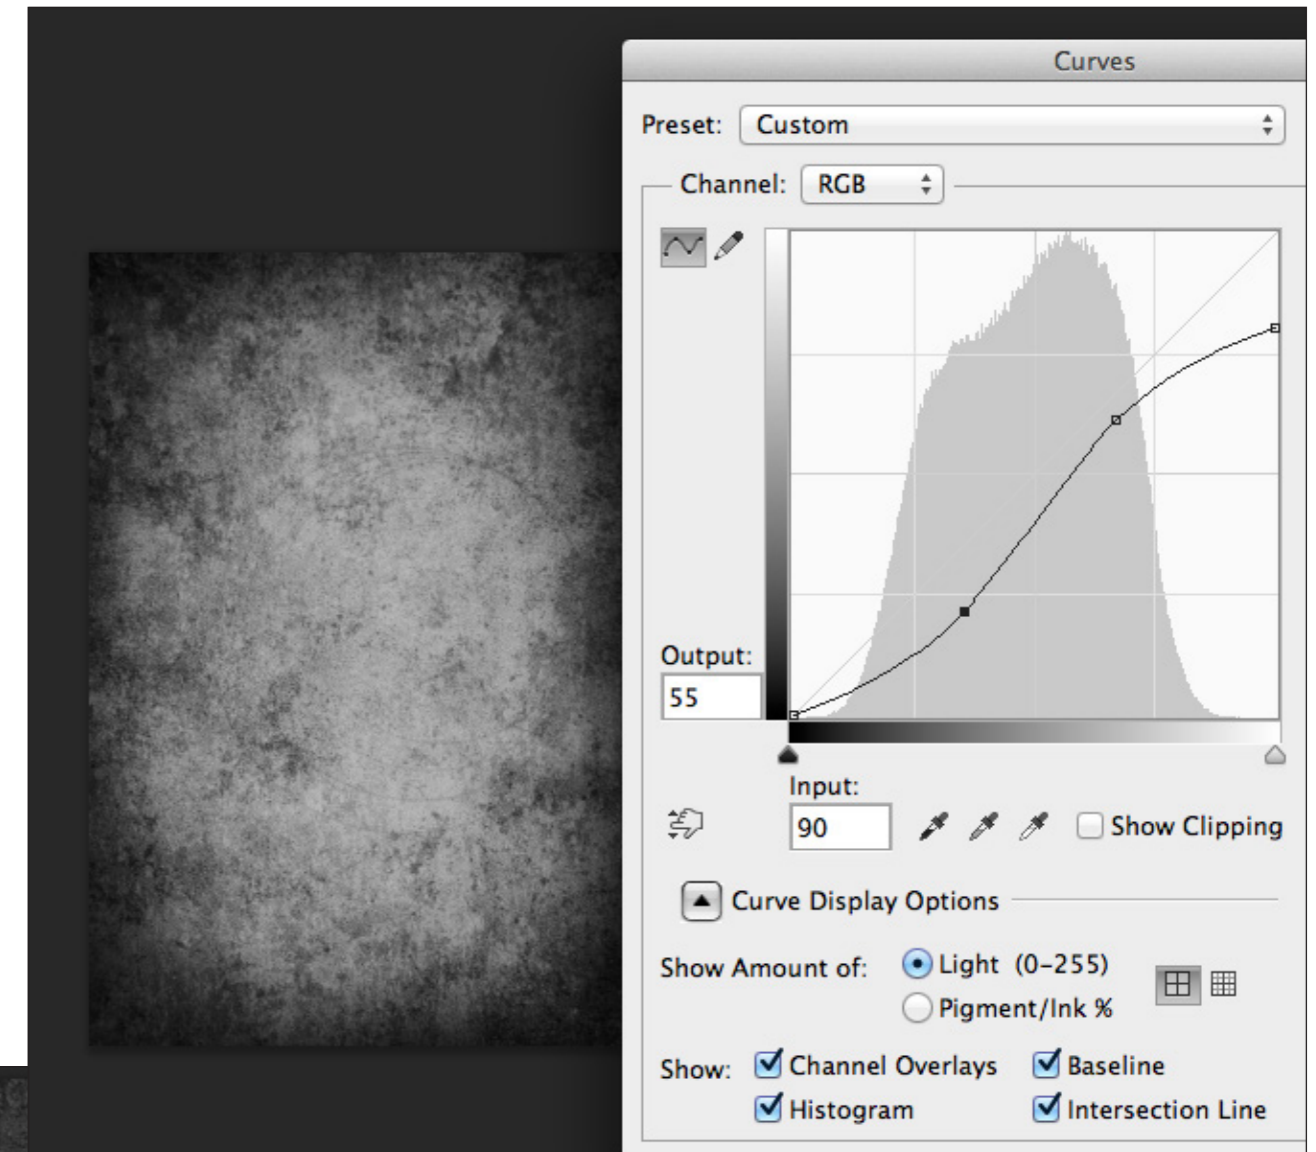 Curves
Preset: Custom
Channel: RGB
Output:
55
Input:
90
Show Clipping
Curve Display Options
Show Amount of: Light (0-255)
Pigment/Ink %
Show: Channel Overlays Baseline
Histogram Intersection Line